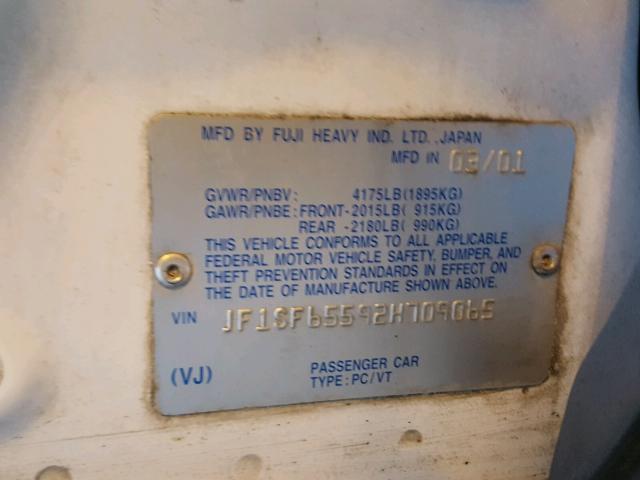 MFD BY FUJI HEAVY IND. LTD., JAPAN
MFD IN 03/01
GVWR/PNBV: 4175LB(1895KG)
GAWR/PNBE: FRONT-2015LB( 915KG)
REAR -2180LB( 990KG)
THIS VEHICLE CONFORMS TO ALL APPLICABLE
FEDERAL MOTOR VEHICLE SAFETY, BUMPER, AND
THEFT PREVENTION STANDARDS IN EFFECT ON
THE DATE OF MANUFACTURE SHOWN ABOVE.
VIN JF1SF65592H709065
PASSENGER CAR
(VJ) TYPE: PC/VT